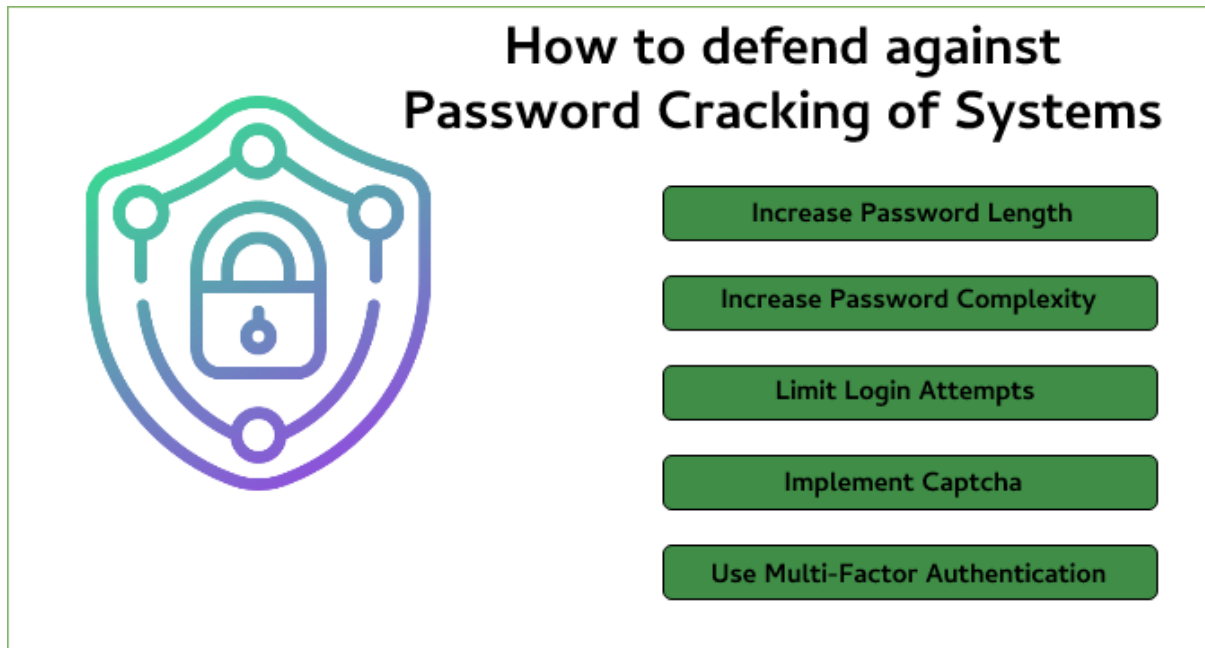 How to defend against
Password Cracking of Systems
Increase Password Length
Increase Password Complexity
Limit Login Attempts
Implement Captcha
Use Multi-Factor Authentication